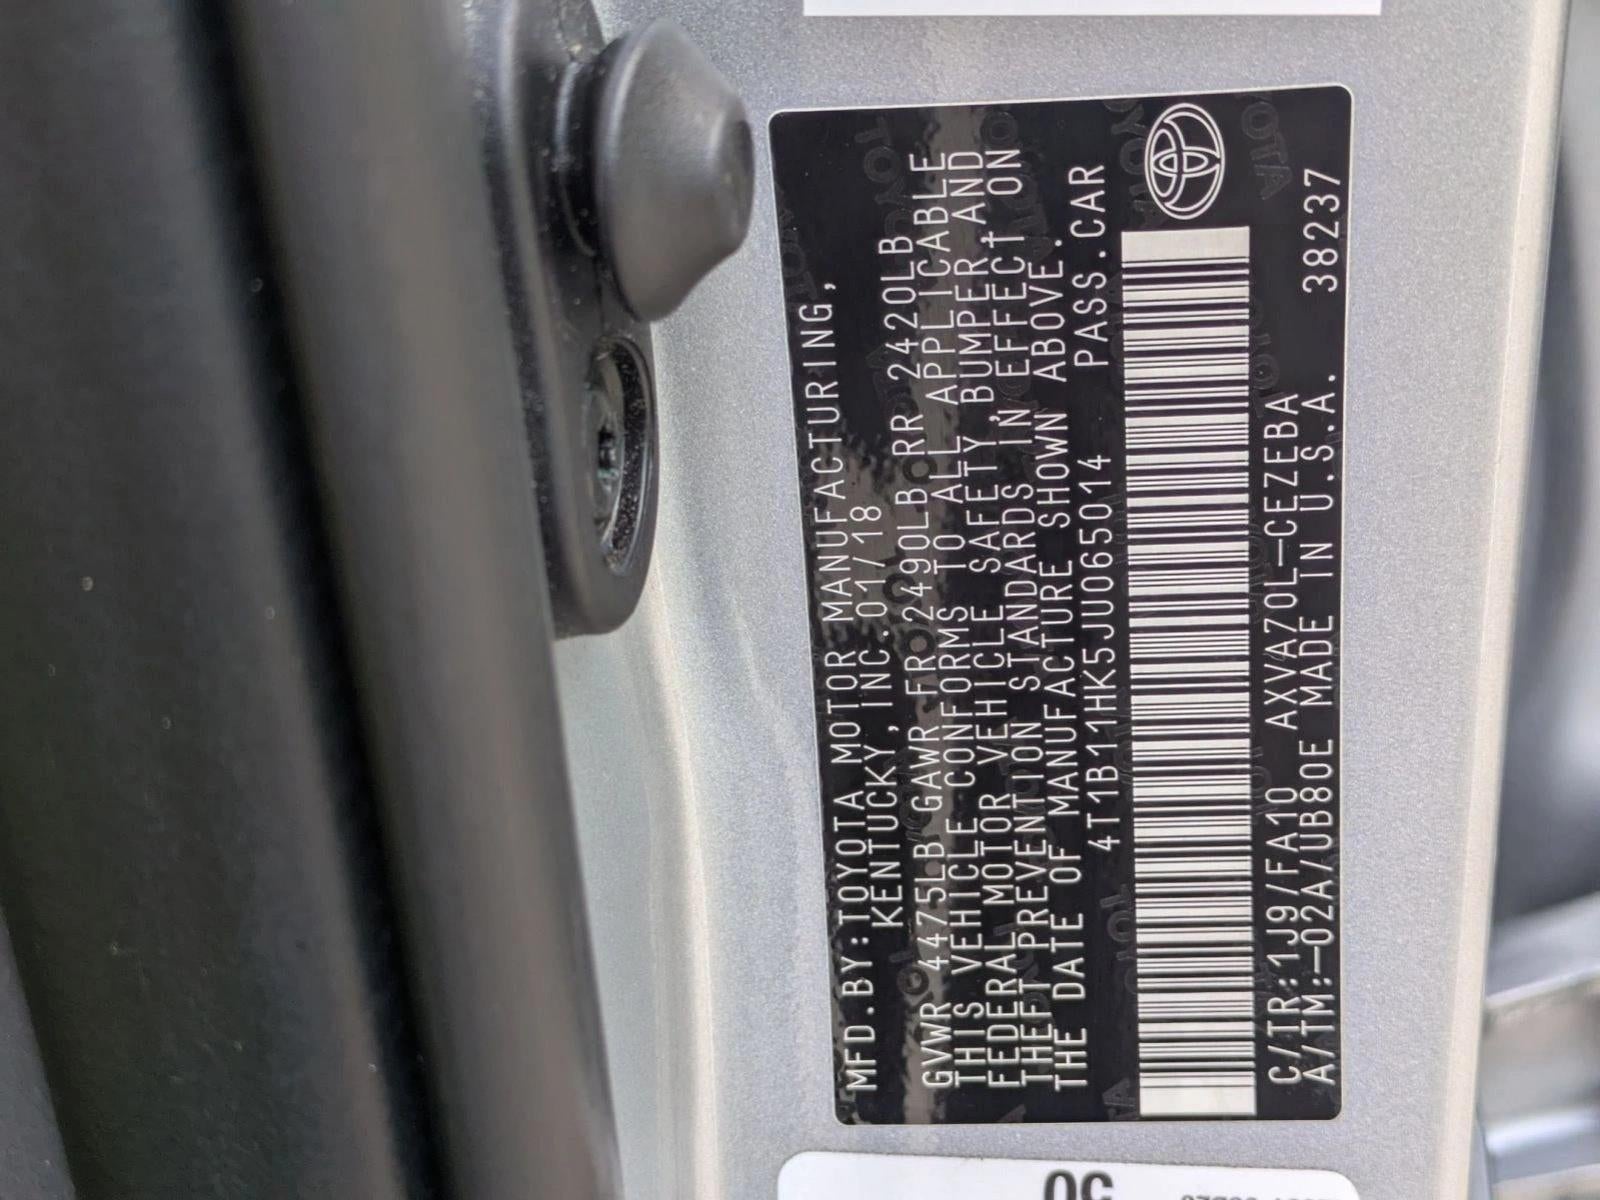 MFD.BY:TOYOTA MOTOR MANUFACTURING,
KENTUCKY,INC.01/18
GVWR 4475LB GAWR FR 2490LB RR 2420LB
THIS VEHICLE CONFORMS TO ALL APPLICABLE
FEDERAL MOTOR VEHICLE SAFETY,BUMPER,AND
THEFT PREVENTION STANDARDS IN EFFECT ON
THE DATE OF MANUFACTURE SHOWN ABOVE.
4T1B11HK5JU065014 PASS.CAR
C/TR:1J9/FA10 AXVA70L-CEZEBA
A/TM:-02A/UB80E MADE IN U.S.A. 38237